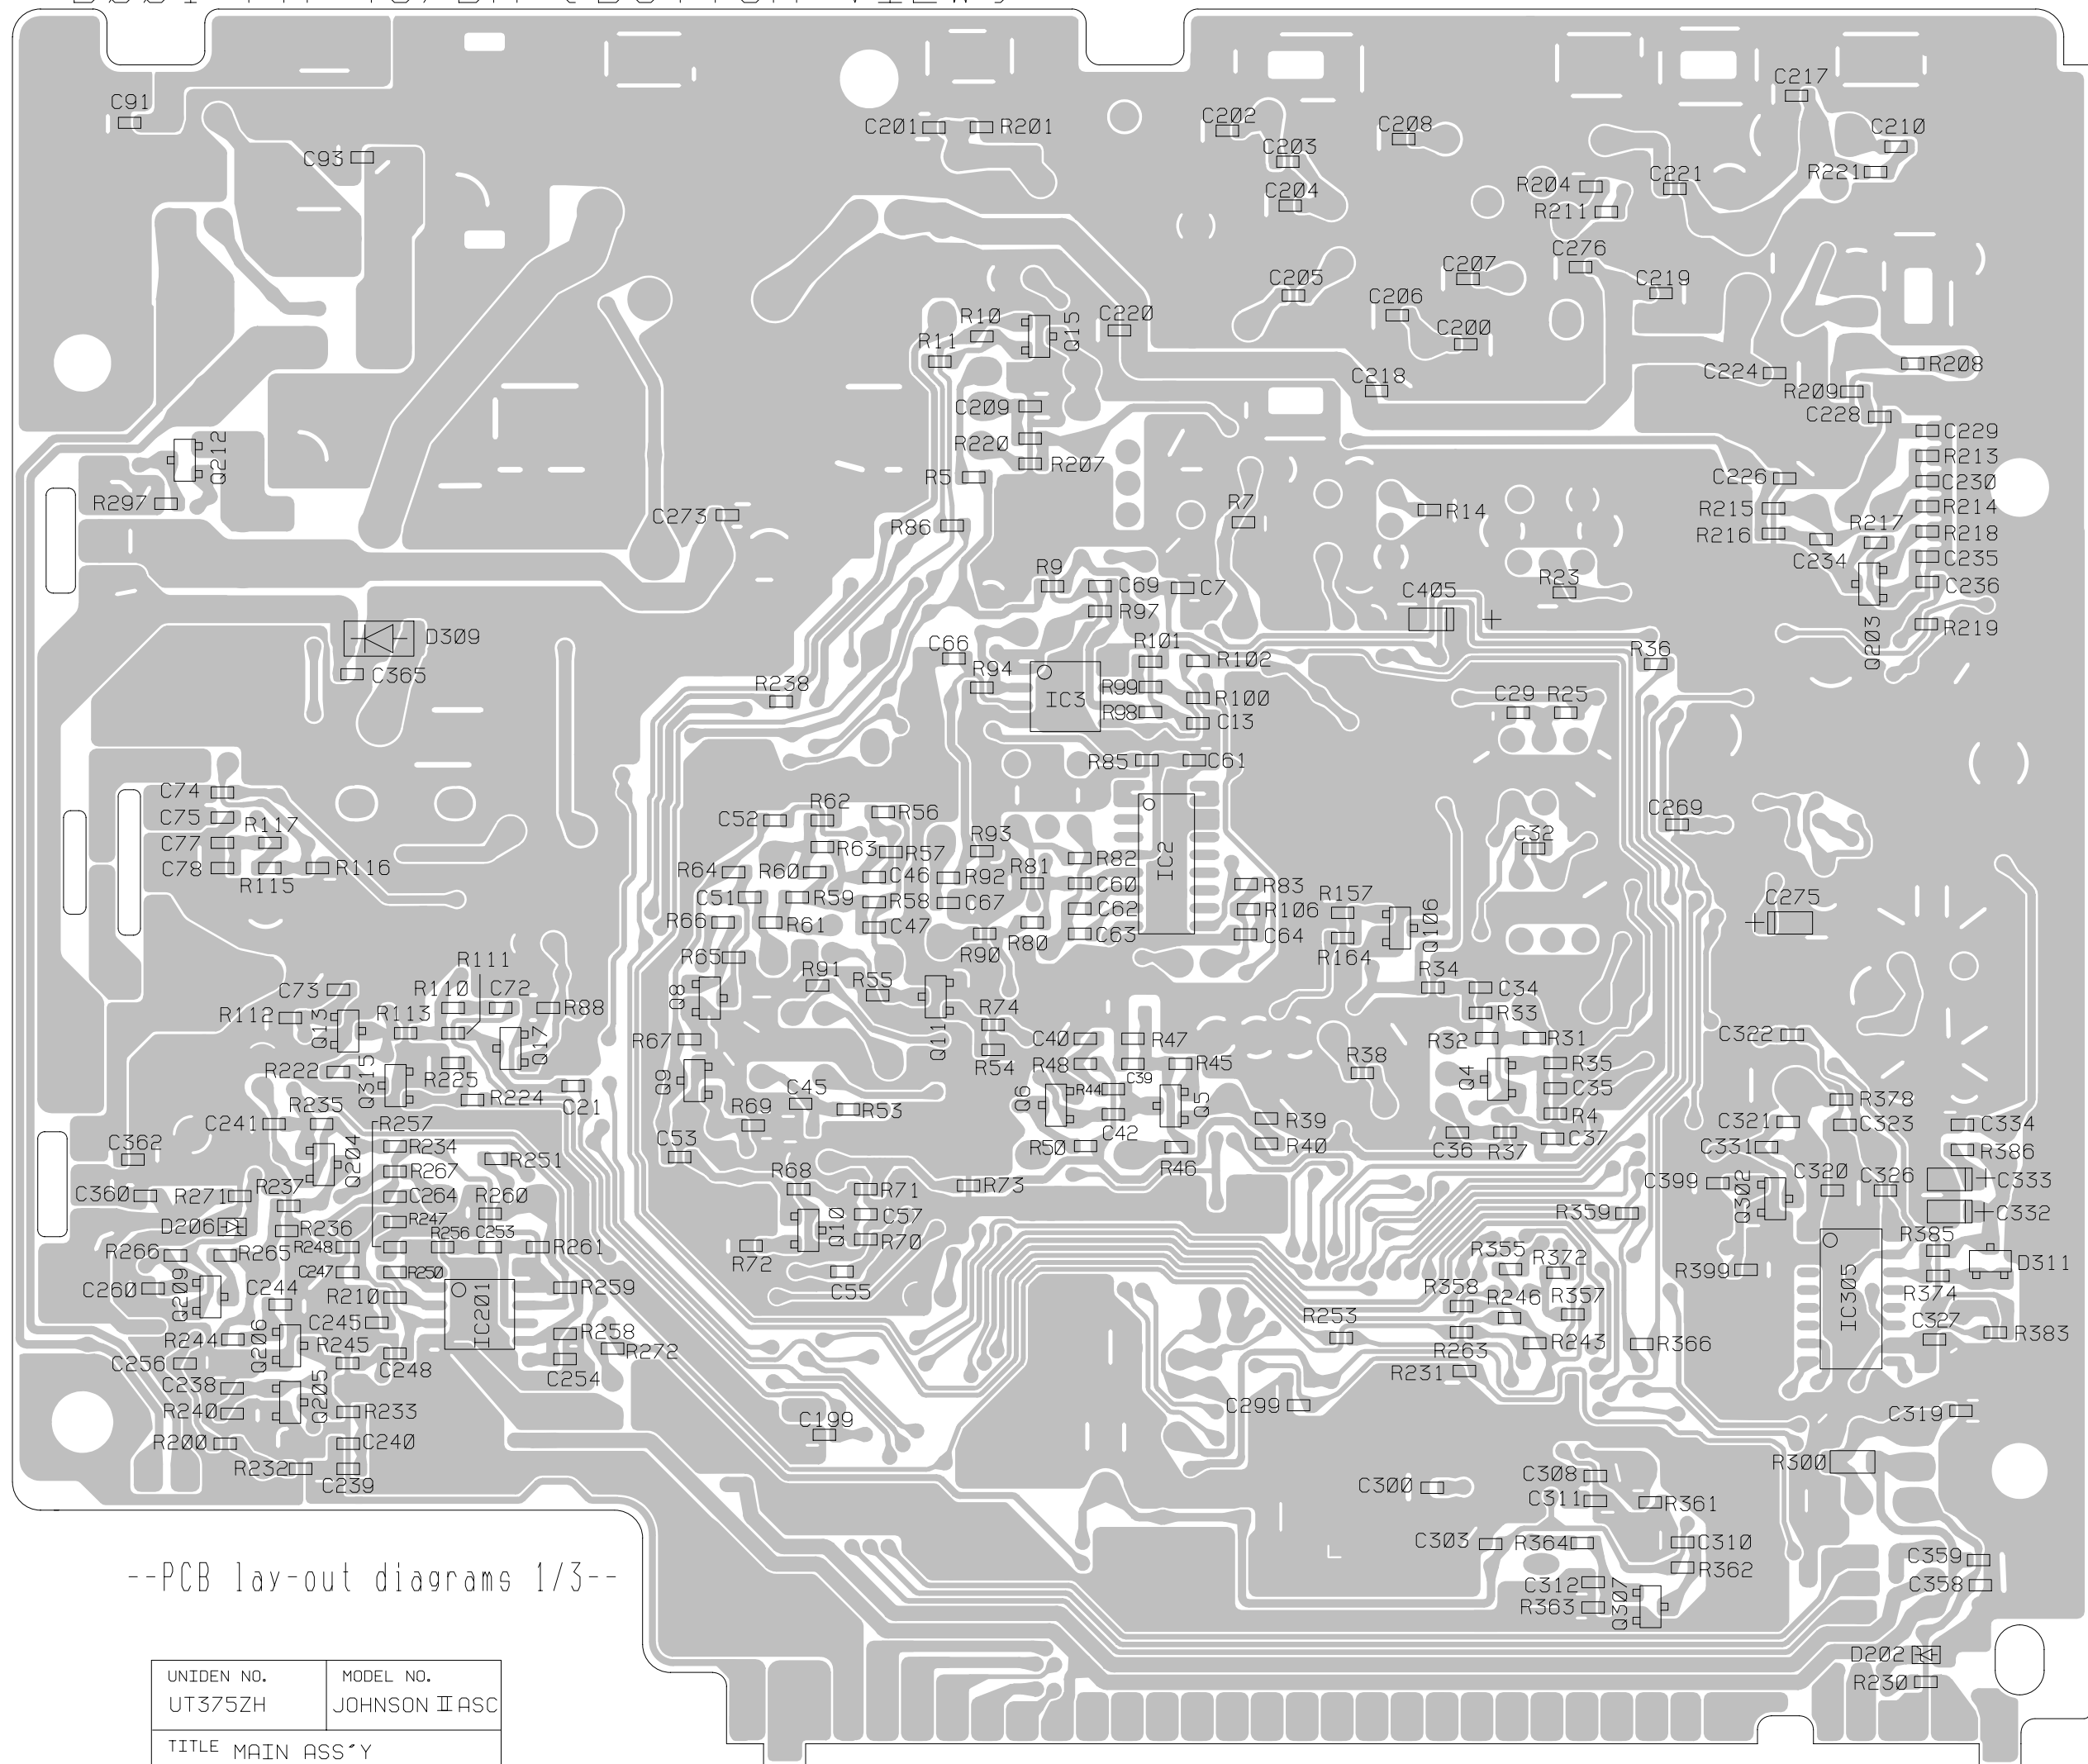 (BOTTOM VIEW)
C91
C93
C201 R201
C202
C203
C204
C208
C217
C210
R221
R204
C221
R211
C276
C219
C207
C205
C206
C200
C220
R10
Q15
R11
C218
C224
R208
R209
C228
C209
R220
R207
R5
C229
R213
C230
R214
R218
C235
C236
R219
C226
R215
R216
R217
C234
Q203
Q212
R297
C273
R86
R7
R14
R9
C69
C7
R97
C405
R23
D309
C365
C66
R94
R101
R102
R99
R100
R98
C13
IC3
R36
R238
C29 R25
R85
C61
C74
C75
R117
C77
C78
R115
R116
C52
R62
R56
R63
R57
R93
R64
R60
C46
R92
R81
R82
C60
IC2
C51
R59
R58
C67
C62
R66
R61
C47
R90
R80
C63
R83
R106
C64
R157
Q106
R164
C32
C269
C275
R65
Q8
R91
R55
Q11
R34
C34
R33
R111
R110
C72
C73
R112
Q13
R113
R88
Q17
R67
R74
R54
C40
R47
R48
R45
R32
R31
C322
R222
Q315
R225
R224
C21
Q9
C45
R53
R69
Q6
R44
C39
Q5
C42
R38
Q4
R35
C35
R4
C37
R39
R40
C36 R37
R50
R46
C241
R235
R257
R234
Q204
R267
R251
C362
C53
R68
R71
R73
C57
R70
Q10
R72
C55
C360
R271
R237
C264
R260
D206
R236
R247
R256
C253
R261
R266
R265
R248
C247
R250
C260
Q209
C244
R210
C245
IC201
R259
R258
R272
C254
R244
Q206
R245
C248
C256
C238
R240
Q205
R233
R200
C240
R232
C239
C199
C299
R253
R231
R358
R263
R355
R372
R246
R357
R243
R366
R359
R378
C321
C323
C331
C334
R386
C333
C332
C399
Q302
C320
C326
R385
R399
IC305
D311
R374
C327
R383
C319
R300
C300
C308
C311
R361
C303
R364
C310
R362
C312
R363
Q307
C359
C358
D202
R230
--PCB lay-out diagrams 1/3--
UNIDEN NO. MODEL NO.
UT375ZH JOHNSON Ⅱ ASC
TITLE MAIN ASS'Y